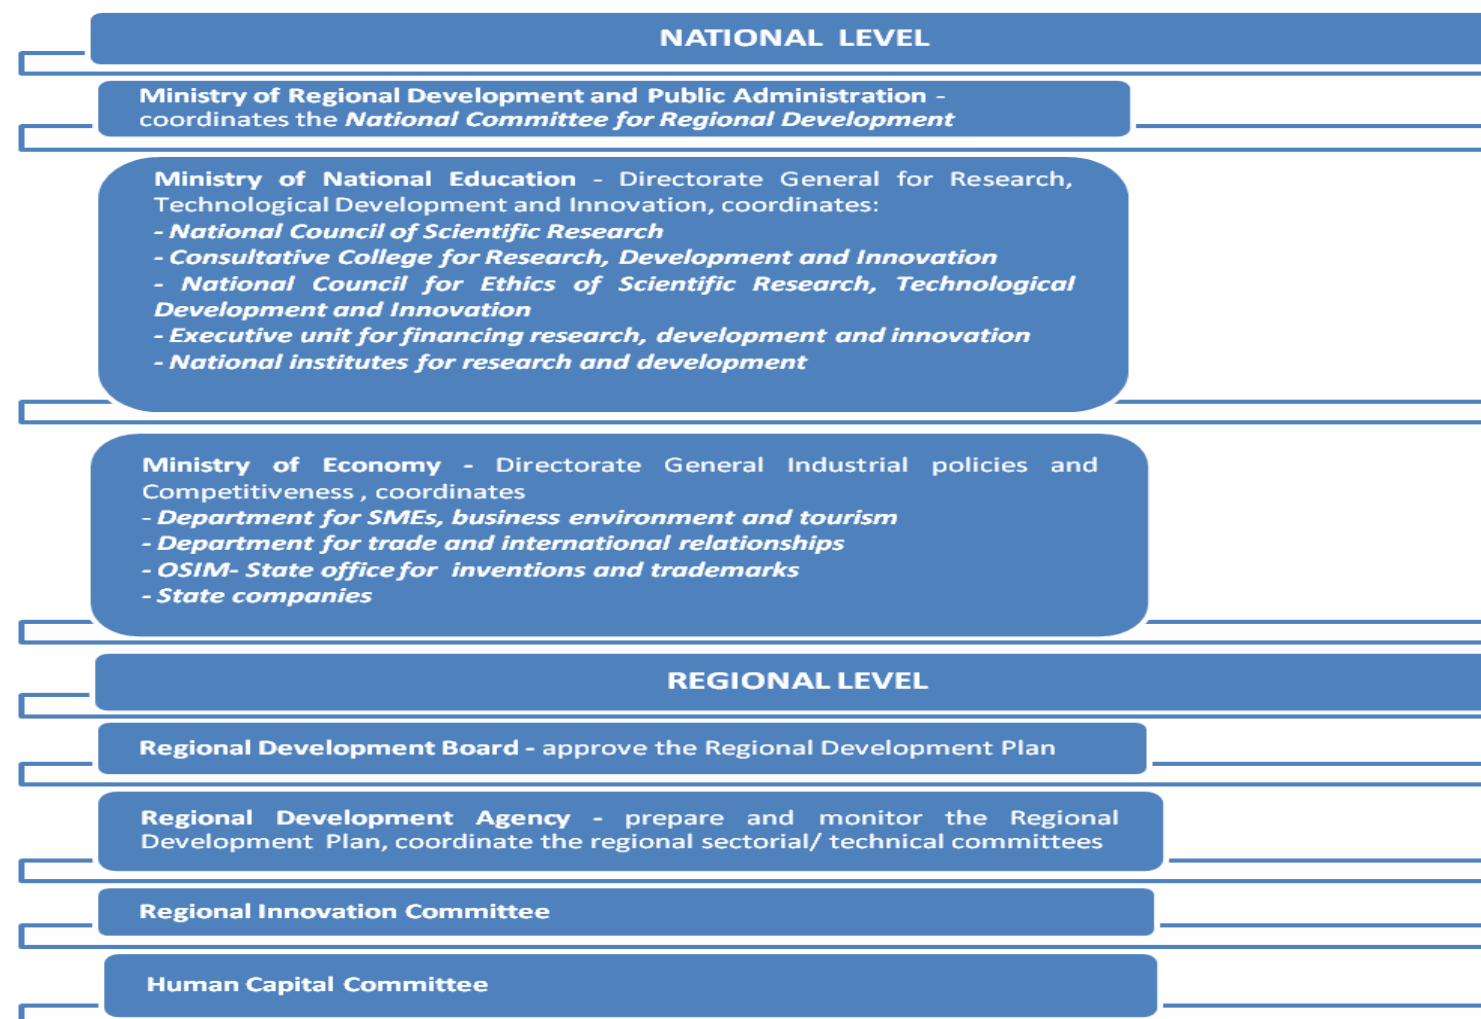 NATIONAL LEVEL
Ministry of Regional Development and Public Administration -
coordinates the National Committee for Regional Development
Ministry of National Education - Directorate General for Research,
Technological Development and Innovation, coordinates:
- National Council of Scientific Research
- Consultative College for Research, Development and Innovation
- National Council for Ethics of Scientific Research, Technological
Development and Innovation
- Executive unit for financing research, development and innovation
- National institutes for research and development
Ministry of Economy - Directorate General Industrial policies and
Competitiveness , coordinates
- Department for SMEs, business environment and tourism
- Department for trade and international relationships
- OSIM- State office for inventions and trademarks
- State companies
REGIONAL LEVEL
Regional Development Board - approve the Regional Development Plan
Regional Development Agency - prepare and monitor the Regional
Development Plan, coordinate the regional sectorial/ technical committees
Regional Innovation Committee
Human Capital Committee